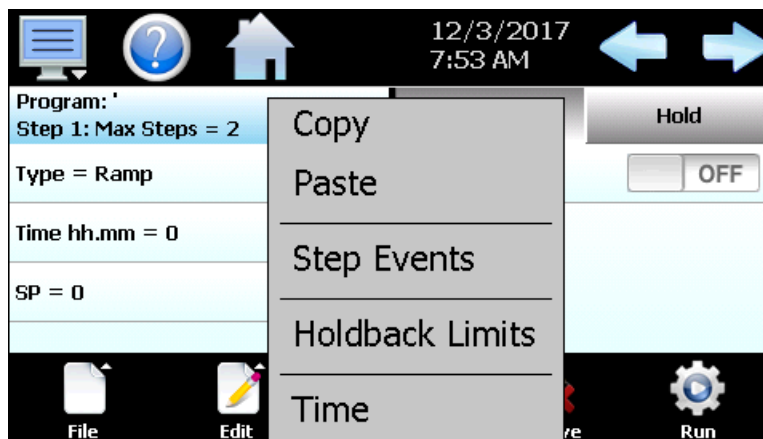 12/3/2017
7:53 AM
Program: '
Step 1: Max Steps = 2
Hold
Type = Ramp
OFF
Time hh.mm = 0
SP = 0
Copy
Paste
Step Events
Holdback Limits
Time
File
Edit
Run